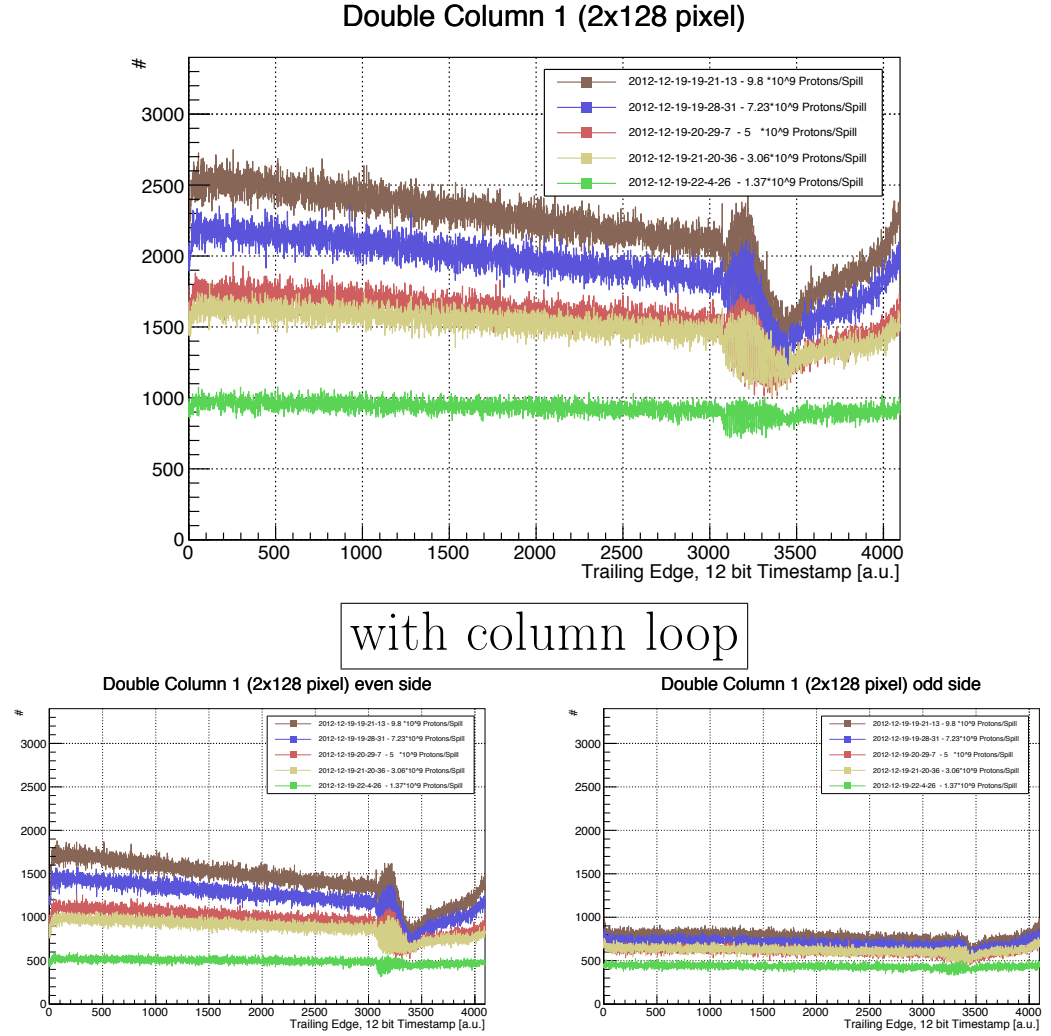 Double Column 1 (2x128 pixel)
#
2012-12-19-19-21-13 - 9.8 *10^9 Protons/Spill
2012-12-19-19-28-31 - 7.23*10^9 Protons/Spill
2012-12-19-20-29-7 - 5 *10^9 Protons/Spill
2012-12-19-21-20-36 - 3.06*10^9 Protons/Spill
2012-12-19-22-4-26 - 1.37*10^9 Protons/Spill
3000
2500
2000
1500
1000
500
0
0 500 1000 1500 2000 2500 3000 3500 4000
Trailing Edge, 12 bit Timestamp [a.u.]
with column loop
Double Column 1 (2x128 pixel) even side
#
2012-12-19-19-21-13 - 9.8 *10^9 Protons/Spill
2012-12-19-19-28-31 - 7.23*10^9 Protons/Spill
2012-12-19-20-29-7 - 5 *10^9 Protons/Spill
2012-12-19-21-20-36 - 3.06*10^9 Protons/Spill
2012-12-19-22-4-26 - 1.37*10^9 Protons/Spill
3000
2500
2000
1500
1000
500
0
0 500 1000 1500 2000 2500 3000 3500 4000
Trailing Edge, 12 bit Timestamp [a.u.]
Double Column 1 (2x128 pixel) odd side
#
2012-12-19-19-21-13 - 9.8 *10^9 Protons/Spill
2012-12-19-19-28-31 - 7.23*10^9 Protons/Spill
2012-12-19-20-29-7 - 5 *10^9 Protons/Spill
2012-12-19-21-20-36 - 3.06*10^9 Protons/Spill
2012-12-19-22-4-26 - 1.37*10^9 Protons/Spill
3000
2500
2000
1500
1000
500
0
0 500 1000 1500 2000 2500 3000 3500 4000
Trailing Edge, 12 bit Timestamp [a.u.]